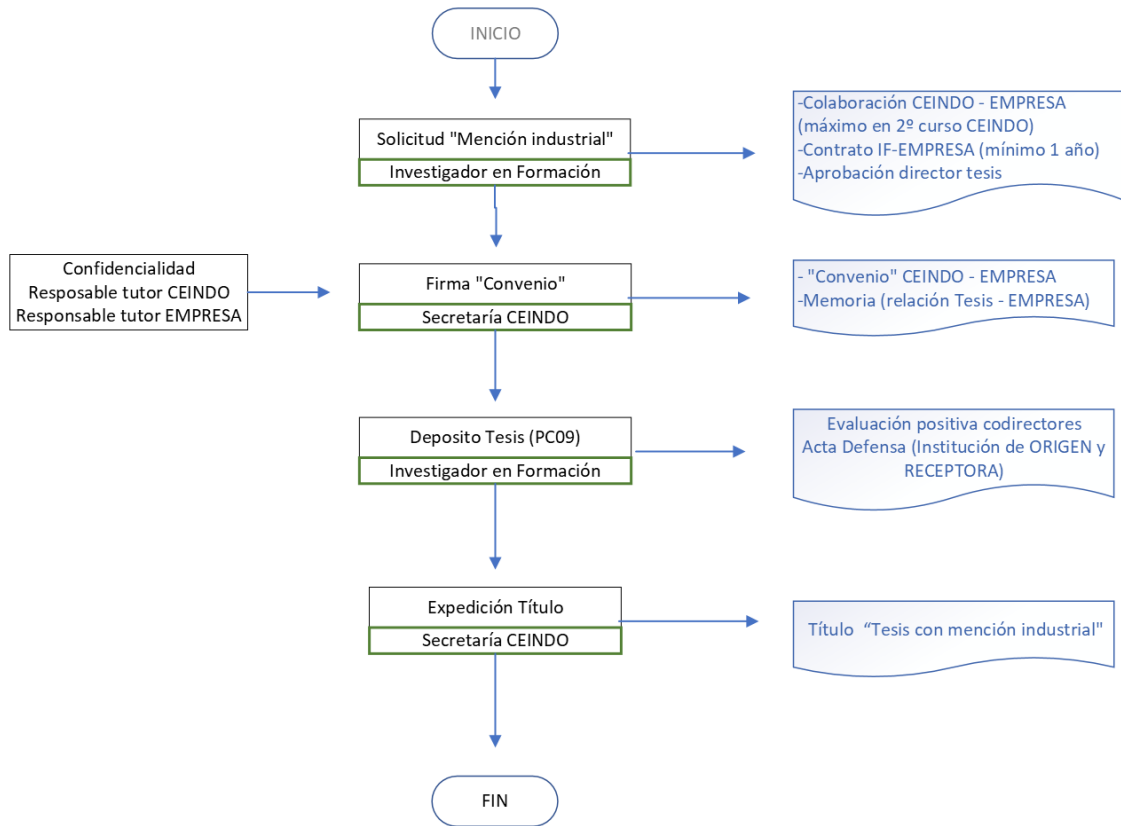 INICIO
Solicitud "Mención industrial"
Investigador en Formación
-Colaboración CEINDO - EMPRESA
(máximo en 2º curso CEINDO)
-Contrato IF-EMPRESA (mínimo 1 año)
-Aprobación director tesis
Confidencialidad
Resposable tutor CEINDO
Responsable tutor EMPRESA
Firma "Convenio"
Secretaría CEINDO
- "Convenio" CEINDO - EMPRESA
-Memoria (relación Tesis - EMPRESA)
Deposito Tesis (PC09)
Investigador en Formación
Evaluación positiva codirectores
Acta Defensa (Institución de ORIGEN y
RECEPTORA)
Expedición Título
Secretaría CEINDO
Título “Tesis con mención industrial"
FIN